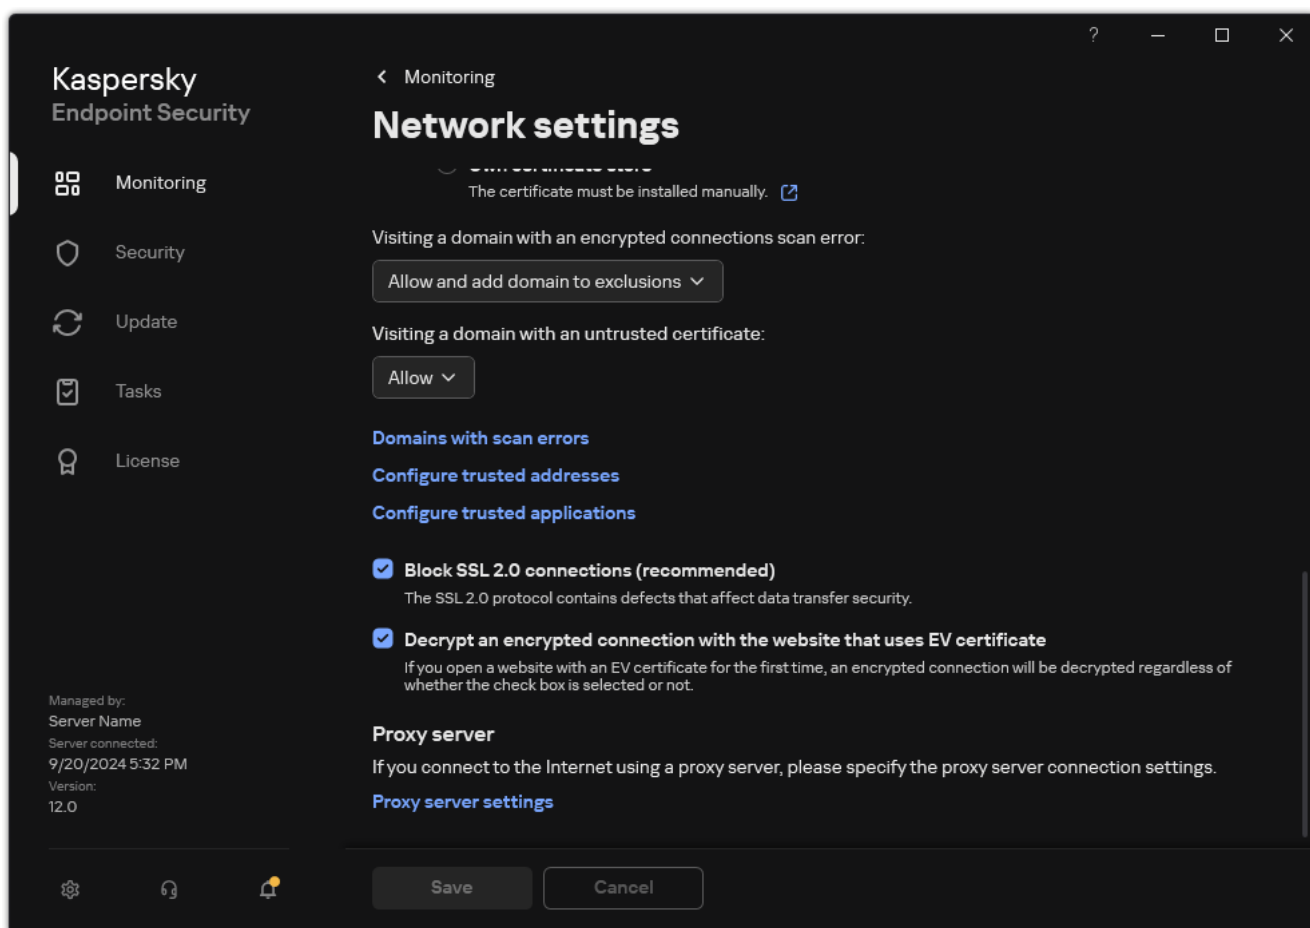 ?
Kaspersky
Endpoint Security
Monitoring
Security
Update
Tasks
License
Managed by:
Server Name
Server connected:
9/20/2024 5:32 PM
Version:
12.0
Monitoring
Network settings
Own certificate store
The certificate must be installed manually.
Visiting a domain with an encrypted connections scan error:
Allow and add domain to exclusions
Visiting a domain with an untrusted certificate:
Allow
Domains with scan errors
Configure trusted addresses
Configure trusted applications
Block SSL 2.0 connections (recommended)
The SSL 2.0 protocol contains defects that affect data transfer security.
Decrypt an encrypted connection with the website that uses EV certificate
If you open a website with an EV certificate for the first time, an encrypted connection will be decrypted regardless of
whether the check box is selected or not.
Proxy server
If you connect to the Internet using a proxy server, please specify the proxy server connection settings.
Proxy server settings
Save
Cancel